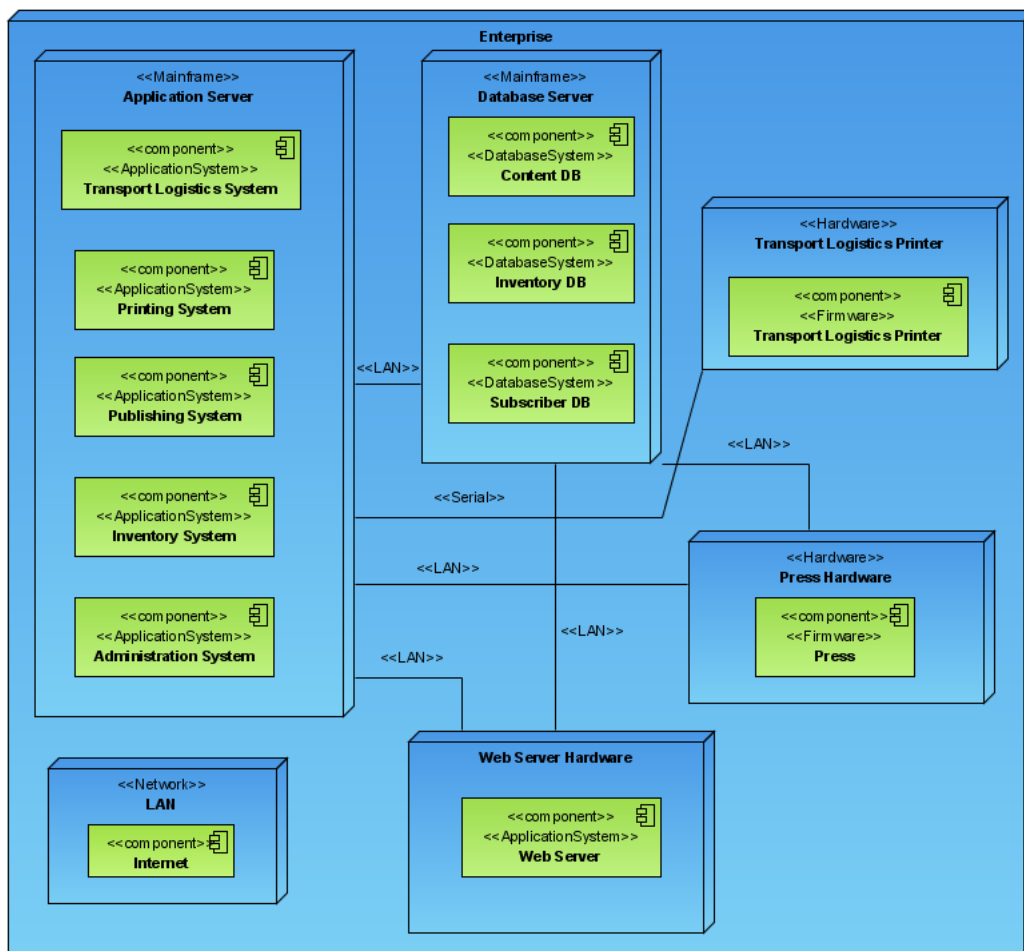 Enterprise
<<Mainframe>>
Application Server
<<component>>
<<ApplicationSystem>>
Transport Logistics System
<<component>>
<<ApplicationSystem>>
Printing System
<<component>>
<<ApplicationSystem>>
Publishing System
<<component>>
<<ApplicationSystem>>
Inventory System
<<component>>
<<ApplicationSystem>>
Administration System
<<Mainframe>>
Database Server
<<component>>
<<DatabaseSystem>>
Content DB
<<component>>
<<DatabaseSystem>>
Inventory DB
<<component>>
<<DatabaseSystem>>
Subscriber DB
<<Hardware>>
Transport Logistics Printer
<<component>>
<<Firmware>>
Transport Logistics Printer
<<LAN>>
<<LAN>>
<<Serial>>
<<LAN>>
<<LAN>>
<<LAN>>
<<Hardware>>
Press Hardware
<<component>>
<<Firmware>>
Press
<<Network>>
LAN
<<component>>
Internet
Web Server Hardware
<<component>>
<<ApplicationSystem>>
Web Server